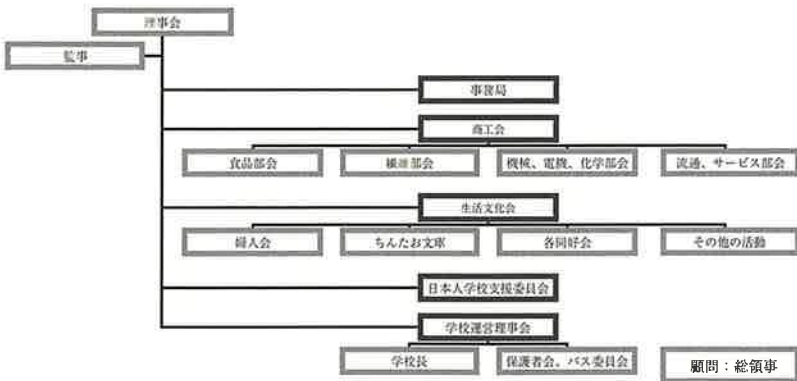 理事会
監事
事務局
商工会
食品部会
繊維部会
機械、電機、化学部会
流通、サービス部会
生活文化会
婦人会
ちんたお文庫
各同好会
その他の活動
日本人学校支援委員会
学校運営理事会
学校長
保護者会、バス委員会
顧問：総領事